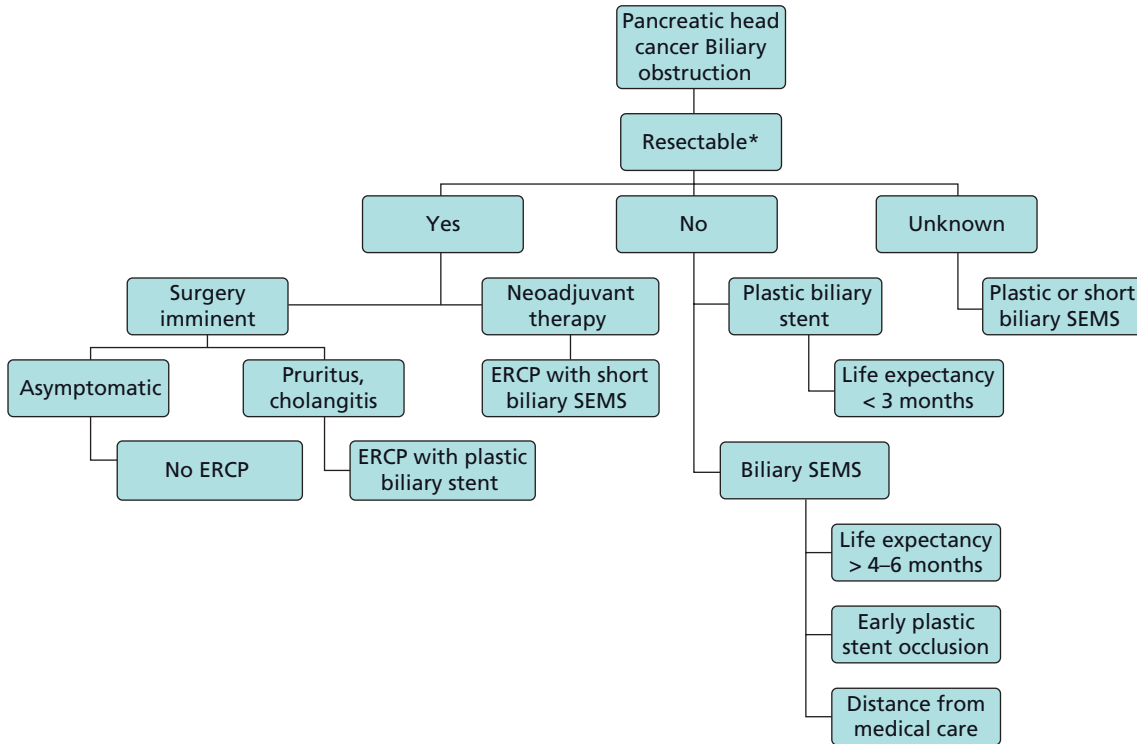 Pancreatic head
cancer Biliary
obstruction
Resectable*
Yes
No
Unknown
Surgery
imminent
Neoadjuvant
therapy
Plastic biliary
stent
Plastic or short
biliary SEMS
Asymptomatic
Pruritus,
cholangitis
ERCP with short
biliary SEMS
Life expectancy
< 3 months
No ERCP
ERCP with plastic
biliary stent
Biliary SEMS
Life expectancy
> 4–6 months
Early plastic
stent occlusion
Distance from
medical care